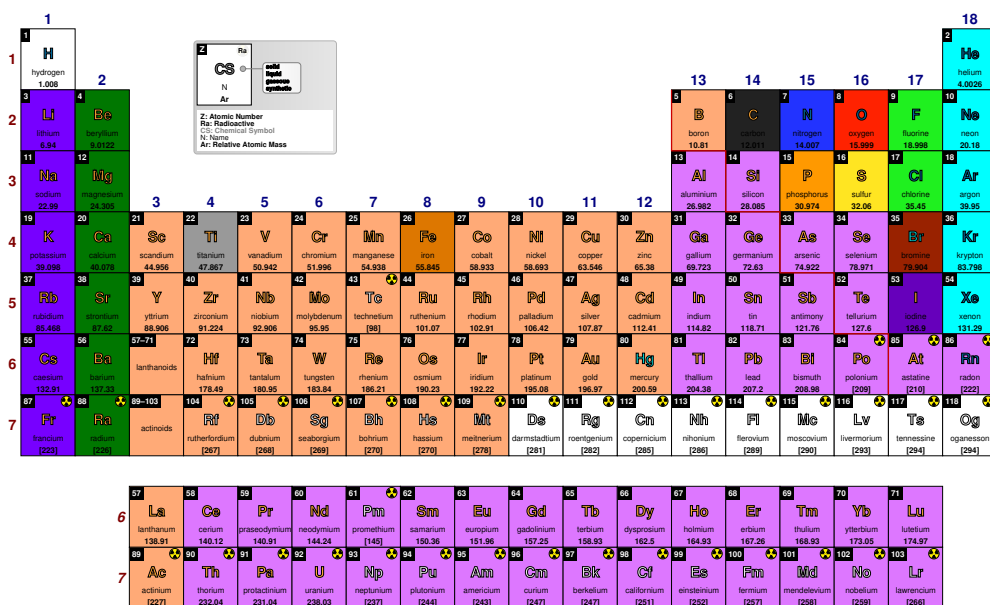 1 18
1 H hydrogen 1.008
Z Ra
CS
N
Ar
solid
liquid
gaseous
synthetic
Z: Atomic Number
Ra: Radioactive
CS: Chemical Symbol
N: Name
Ar: Relative Atomic Mass
2 He helium 4.0026
1
2 13 14 15 16 17
3 Li lithium 6.94
4 Be beryllium 9.0122
5 B boron 10.81
6 C carbon 12.011
7 N nitrogen 14.007
8 O oxygen 15.999
9 F fluorine 18.998
10 Ne neon 20.18
2
11 Na sodium 22.99
12 Mg magnesium 24.305
13 Al aluminium 26.982
14 Si silicon 28.085
15 P phosphorus 30.974
16 S sulfur 32.06
17 Cl chlorine 35.45
18 Ar argon 39.95
3
3 4 5 6 7 8 9 10 11 12
19 K potassium 39.098
20 Ca calcium 40.078
21 Sc scandium 44.956
22 Ti titanium 47.867
23 V vanadium 50.942
24 Cr chromium 51.996
25 Mn manganese 54.938
26 Fe iron 55.845
27 Co cobalt 58.933
28 Ni nickel 58.693
29 Cu copper 63.546
30 Zn zinc 65.38
31 Ga gallium 69.723
32 Ge germanium 72.63
33 As arsenic 74.922
34 Se selenium 78.971
35 Br bromine 79.904
36 Kr krypton 83.798
4
37 Rb rubidium 85.468
38 Sr strontium 87.62
39 Y yttrium 88.906
40 Zr zirconium 91.224
41 Nb niobium 92.906
42 Mo molybdenum 95.95
43 Tc technetium [98]
44 Ru ruthenium 101.07
45 Rh rhodium 102.91
46 Pd palladium 106.42
47 Ag silver 107.87
48 Cd cadmium 112.41
49 In indium 114.82
50 Sn tin 118.71
51 Sb antimony 121.76
52 Te tellurium 127.6
53 I iodine 126.9
54 Xe xenon 131.29
5
55 Cs caesium 132.91
56 Ba barium 137.33
57–71 lanthanoids
72 Hf hafnium 178.49
73 Ta tantalum 180.95
74 W tungsten 183.84
75 Re rhenium 186.21
76 Os osmium 190.23
77 Ir iridium 192.22
78 Pt platinum 195.08
79 Au gold 196.97
80 Hg mercury 200.59
81 Tl thallium 204.38
82 Pb lead 207.2
83 Bi bismuth 208.98
84 Po polonium [209]
85 At astatine [210]
86 Rn radon [222]
6
87 Fr francium [223]
88 Ra radium [226]
89–103 actinoids
104 Rf rutherfordium [267]
105 Db dubnium [268]
106 Sg seaborgium [269]
107 Bh bohrium [270]
108 Hs hassium [270]
109 Mt meitnerium [278]
110 Ds darmstadtium [281]
111 Rg roentgenium [282]
112 Cn copernicium [285]
113 Nh nihonium [286]
114 Fl flerovium [289]
115 Mc moscovium [290]
116 Lv livermorium [293]
117 Ts tennessine [294]
118 Og oganesson [294]
7
57 La lanthanum 138.91
58 Ce cerium 140.12
59 Pr praseodymium 140.91
60 Nd neodymium 144.24
61 Pm promethium [145]
62 Sm samarium 150.36
63 Eu europium 151.96
64 Gd gadolinium 157.25
65 Tb terbium 158.93
66 Dy dysprosium 162.5
67 Ho holmium 164.93
68 Er erbium 167.26
69 Tm thulium 168.93
70 Yb ytterbium 173.05
71 Lu lutetium 174.97
6
89 Ac actinium [227]
90 Th thorium 232.04
91 Pa protactinium 231.04
92 U uranium 238.03
93 Np neptunium [237]
94 Pu plutonium [244]
95 Am americium [243]
96 Cm curium [247]
97 Bk berkelium [247]
98 Cf californium [251]
99 Es einsteinium [252]
100 Fm fermium [257]
101 Md mendelevium [258]
102 No nobelium [259]
103 Lr lawrencium [266]
7